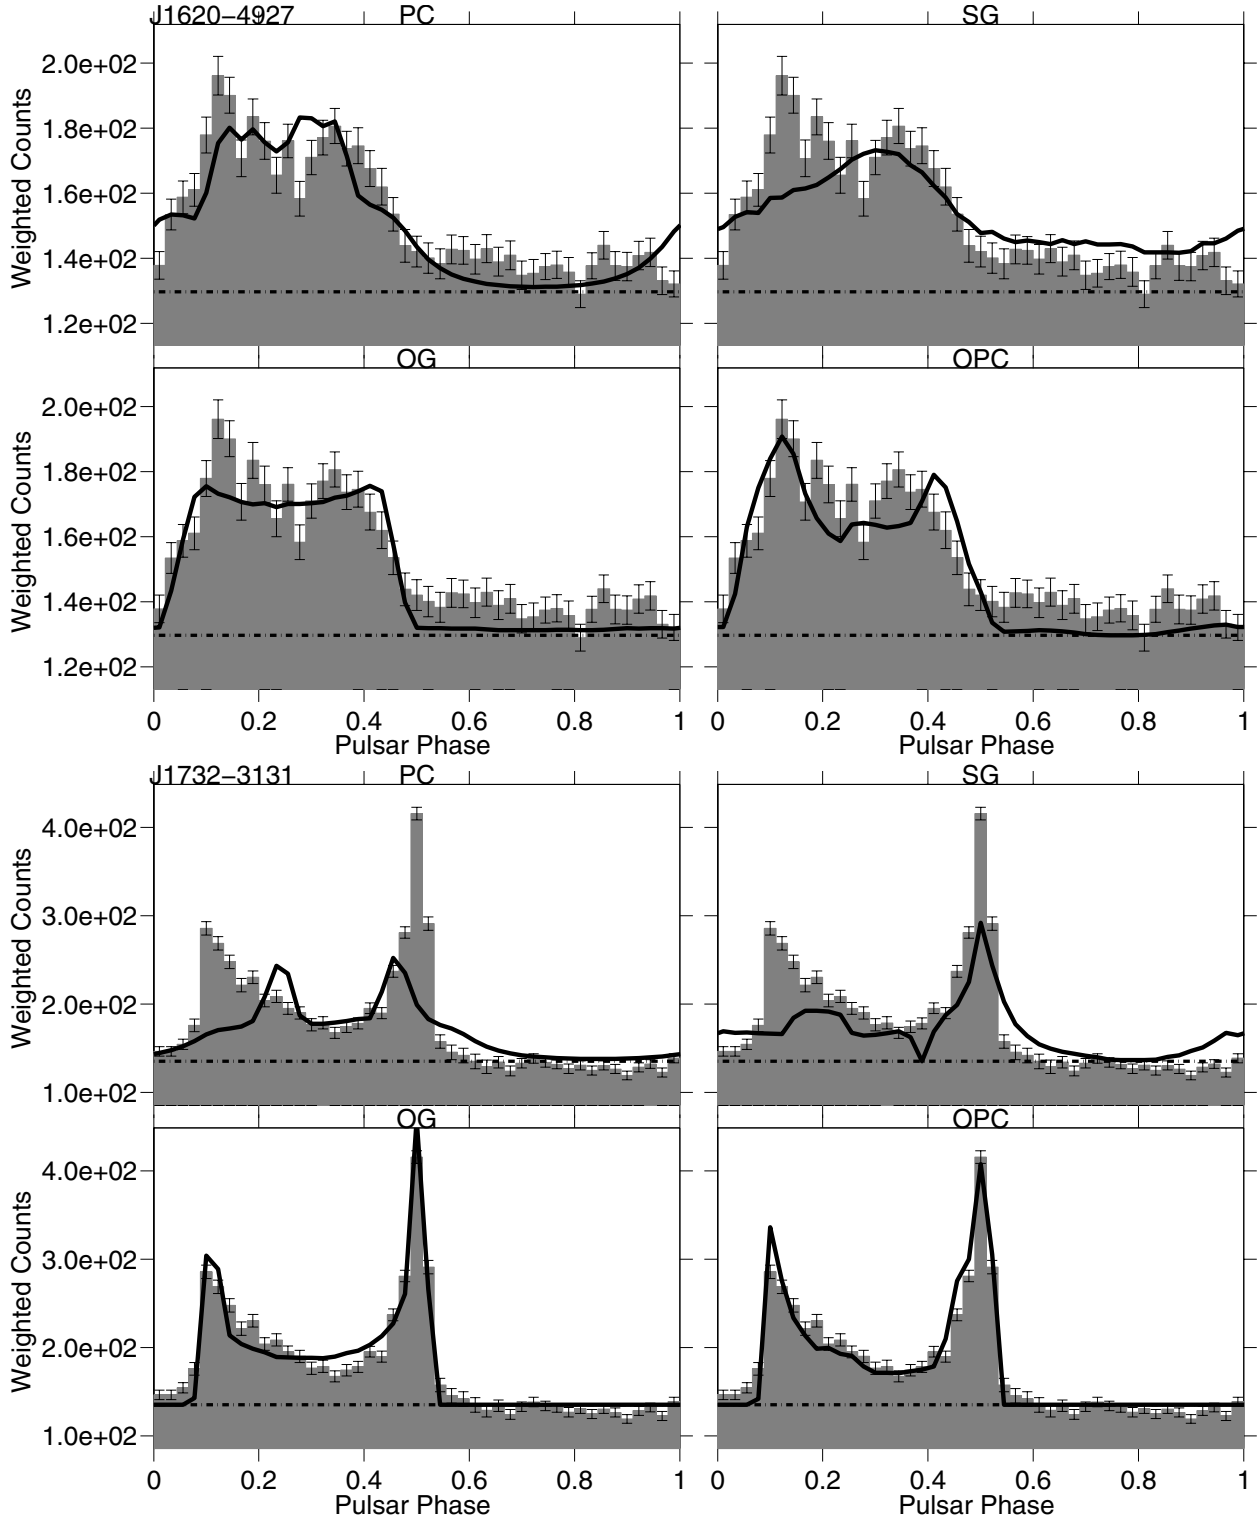 J1620−4927 PC SG
Weighted Counts
2.0e+02
1.8e+02
1.6e+02
1.4e+02
1.2e+02
OG OPC
Weighted Counts
2.0e+02
1.8e+02
1.6e+02
1.4e+02
1.2e+02
0 0.2 0.4 0.6 0.8 1 0 0.2 0.4 0.6 0.8 1
Pulsar Phase Pulsar Phase
J1732−3131 PC SG
Weighted Counts
4.0e+02
3.0e+02
2.0e+02
1.0e+02
OG OPC
Weighted Counts
4.0e+02
3.0e+02
2.0e+02
1.0e+02
0 0.2 0.4 0.6 0.8 1 0 0.2 0.4 0.6 0.8 1
Pulsar Phase Pulsar Phase